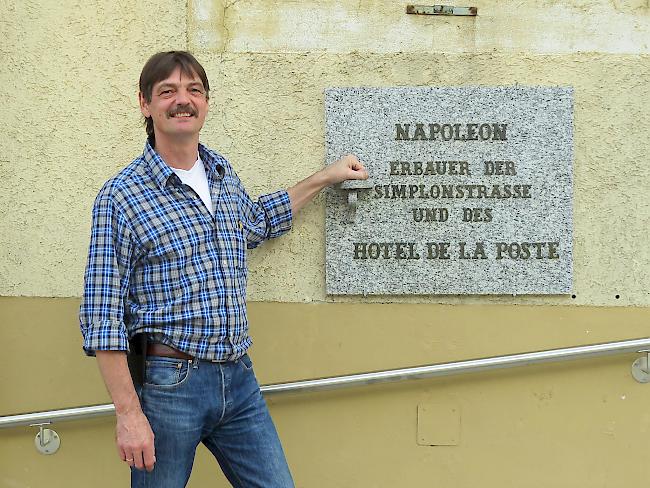 NAPOLEON
ERBAUER DER
SIMPLONSTRASSE
UND DES
HOTEL DE LA POSTE